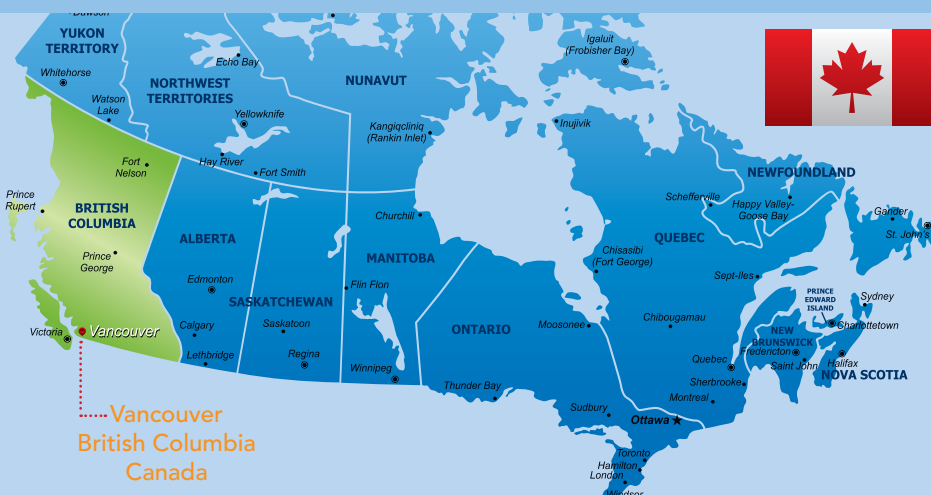 Dawson
YUKON
TERRITORY
Whitehorse
Watson
Lake
Echo Bay
NORTHWEST
TERRITORIES
Yellowknife
Hay River
Fort Smith
NUNAVUT
Kangiqcliniq
(Rankin Inlet)
Igaluit
(Frobisher Bay)
Inujivik
Fort
Nelson
Prince
Rupert
BRITISH
COLUMBIA
Prince
George
Victoria
Vancouver
ALBERTA
Edmonton
Calgary
Lethbridge
SASKATCHEWAN
Saskatoon
Regina
Churchill
MANITOBA
Flin Flon
Winnipeg
ONTARIO
Moosonee
Thunder Bay
Sudbury
Ottawa
Toronto
Hamilton
London
Windsor
NEWFOUNDLAND
Schefferville
Happy Valley-
Goose Bay
Gander
St. John's
QUEBEC
Chisasibi
(Fort George)
Sept-Iles
Chibougamau
Quebec
Sherbrooke
Montreal
PRINCE
EDWARD
ISLAND
Sydney
Charlottetown
NEW
BRUNSWICK
Fredericton
Saint John
Halifax
NOVA SCOTIA
Vancouver
British Columbia
Canada